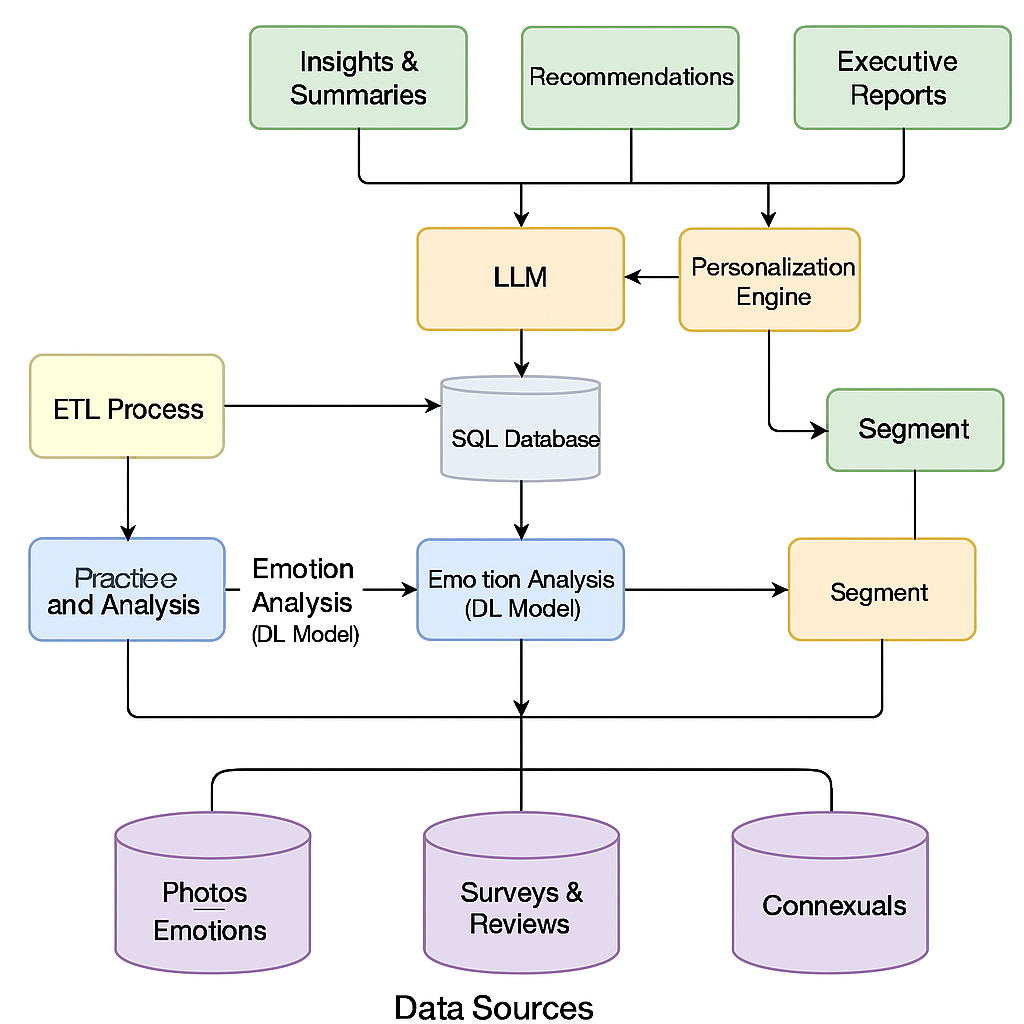 Insights &
Summaries
Recommendations
Executive
Reports
LLM
Personalization
Engine
ETL Process
SQL Database
Segment
Practiee
and Analysis
Emotion
Analysis
(DL Model)
Emo tion Analysis
(DL Model)
Segment
Photos
Emotions
Surveys &
Reviews
Connexuals
Data Sources